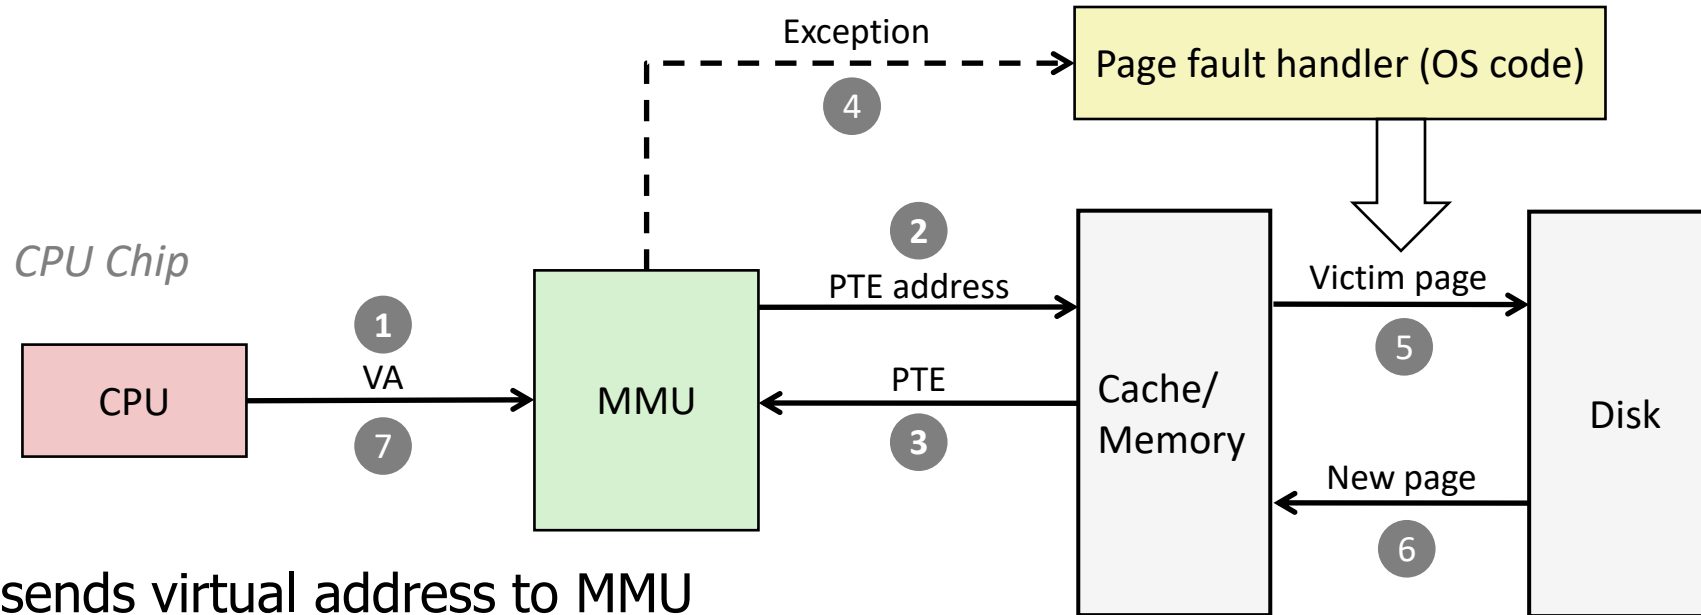 Exception
Page fault handler (OS code)
4
2
CPU Chip
Victim page
PTE address
1
5
VA
PTE
CPU
MMU
Cache/
Memory
Disk
7
3
New page
6
sends virtual address to MMU